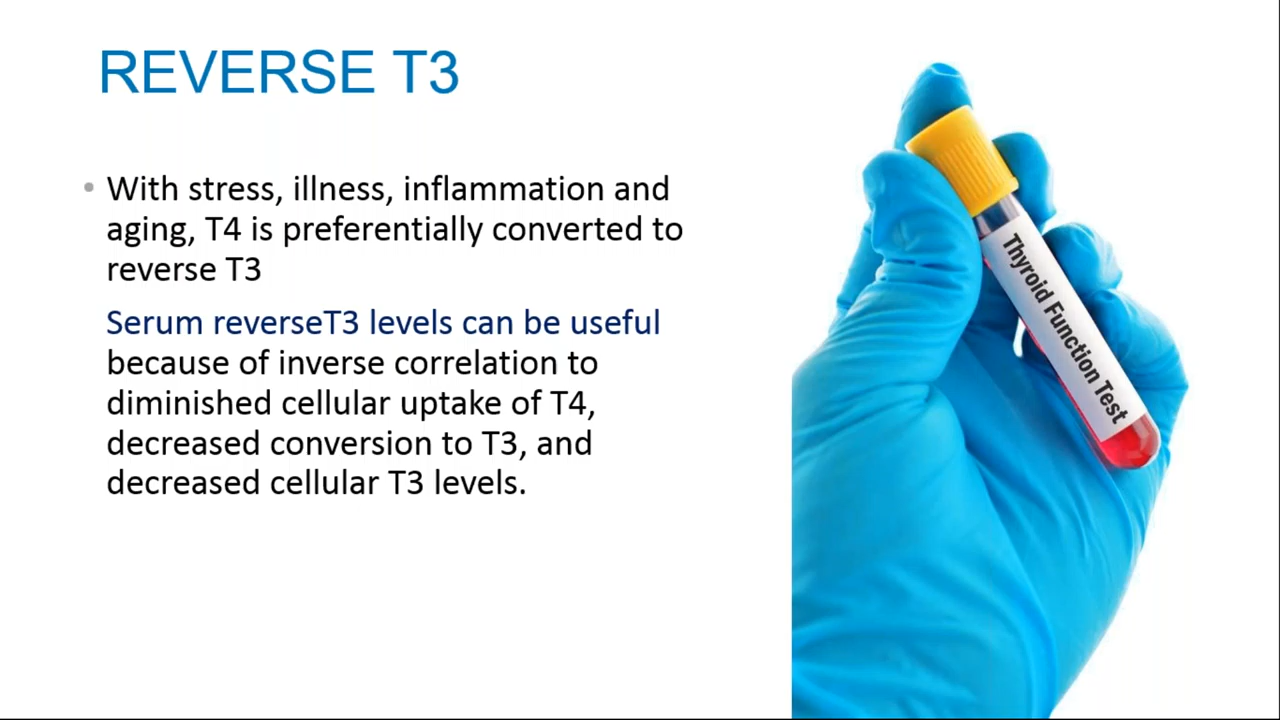 REVERSE T3
• With stress, illness, inflammation and
aging, T4 is preferentially converted to
reverse T3
Serum reverseT3 levels can be useful
because of inverse correlation to
diminished cellular uptake of T4,
decreased conversion to T3, and
decreased cellular T3 levels.
Thyroid Function Test